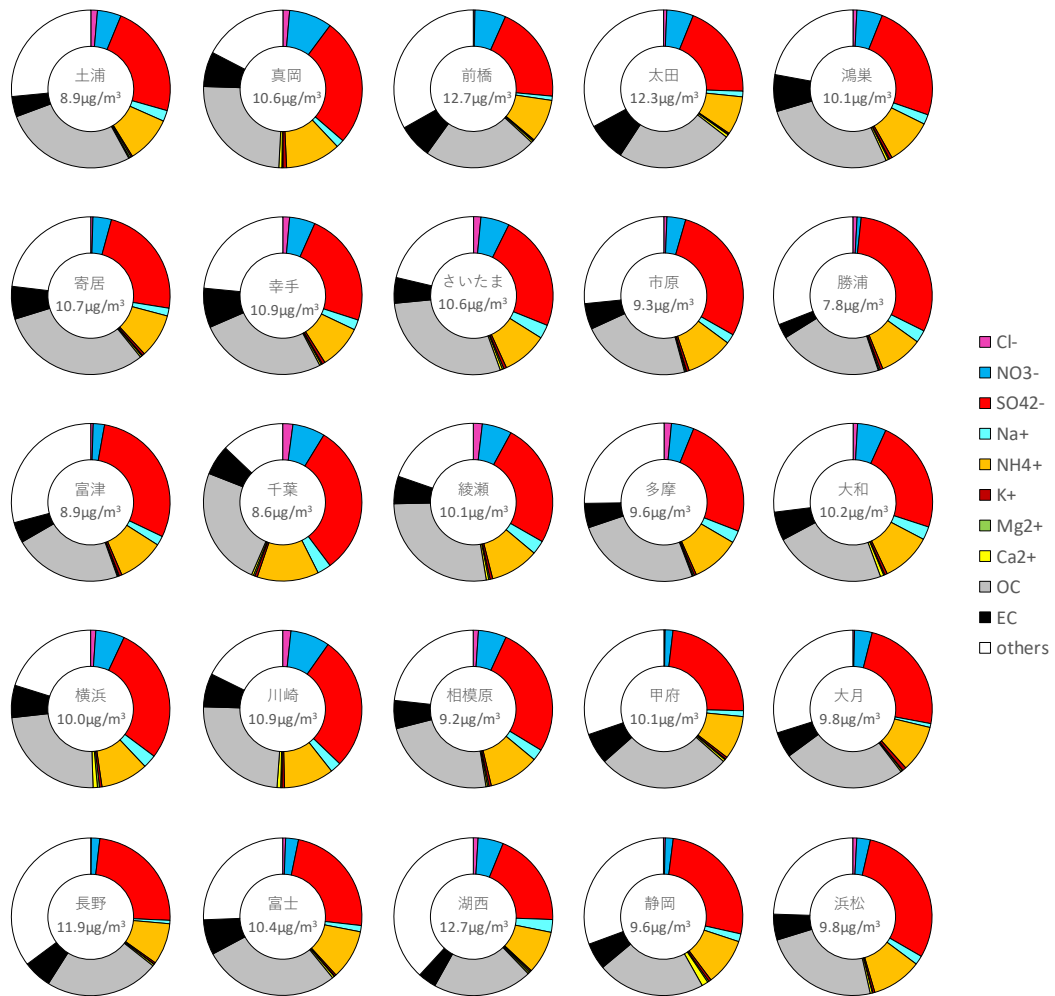 土浦
8.9μg/m³
真岡
10.6μg/m³
前橋
12.7μg/m³
太田
12.3μg/m³
鴻巣
10.1μg/m³
寄居
10.7μg/m³
幸手
10.9μg/m³
さいたま
10.6μg/m³
市原
9.3μg/m³
勝浦
7.8μg/m³
富津
8.9μg/m³
千葉
8.6μg/m³
綾瀬
10.1μg/m³
多摩
9.6μg/m³
大和
10.2μg/m³
横浜
10.0μg/m³
川崎
10.9μg/m³
相模原
9.2μg/m³
甲府
10.1μg/m³
大月
9.8μg/m³
長野
11.9μg/m³
富士
10.4μg/m³
湖西
12.7μg/m³
静岡
9.6μg/m³
浜松
9.8μg/m³
Cl-
NO3-
SO42-
Na+
NH4+
K+
Mg2+
Ca2+
OC
EC
others